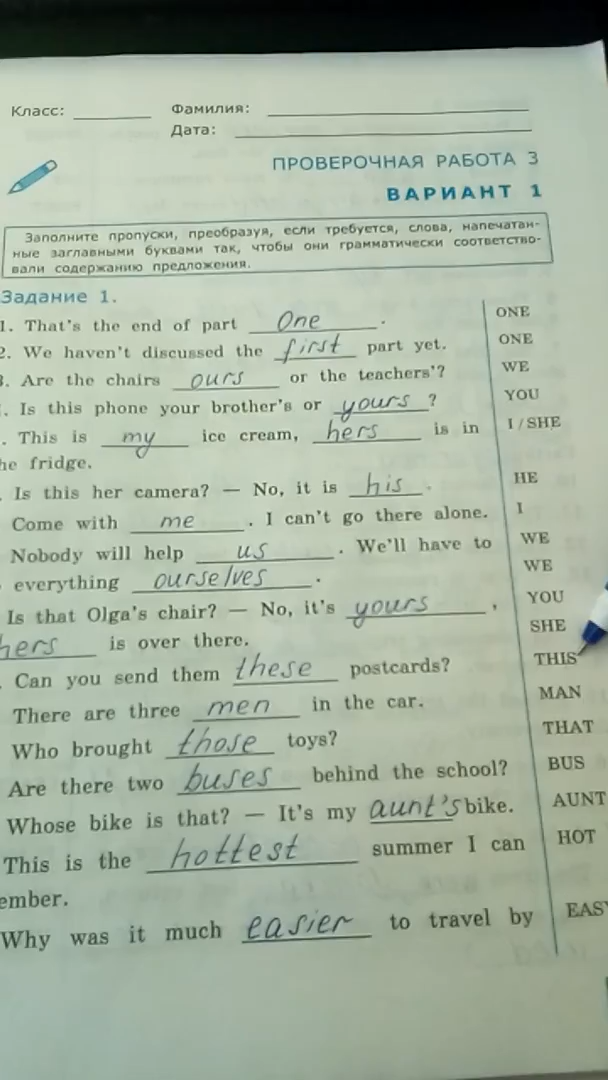 Класс: Фамилия:
Дата:
ПРОВЕРОЧНАЯ РАБОТА 3
ВАРИАНТ 1
Заполните пропуски, преобразуя, если требуется, слова, напечатан-
ные заглавными буквами так, чтобы они грамматически соответство-
вали содержанию предложения.
Задание 1.
1. That's the end of part One. ONE
2. We haven't discussed the first part yet. ONE
3. Are the chairs ours or the teachers'? WE
. Is this phone your brother's or yours? YOU
. This is my ice cream, hers is in I/SHE
he fridge.
Is this her camera? — No, it is his. HE
Come with me. I can't go there alone. I
Nobody will help us. We'll have to WE
everything ourselves. WE
Is that Olga's chair? — No, it's yours, YOU
hers is over there. SHE
. Can you send them these postcards? THIS
There are three men in the car. MAN
Who brought those toys? THAT
Are there two buses behind the school? BUS
Whose bike is that? — It's my aunt's bike. AUNT
This is the hottest summer I can HOT
ember.
Why was it much easier to travel by EASY